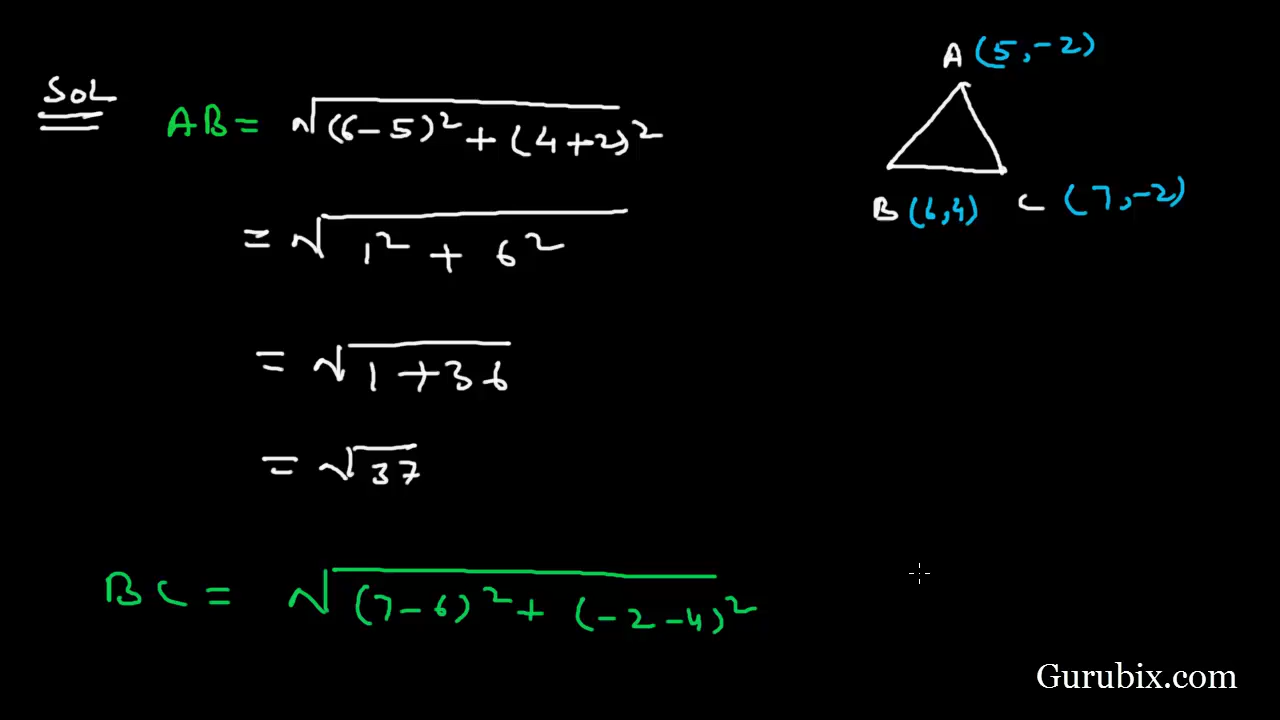 A (5,-2)
SOL
AB = √(6-5)² + (4+2)²
B (6,4) C (7,-2)
= √1² + 6²
= √1+36
= √37
BC = √(7-6)² + (-2-4)²
Gurubix.com